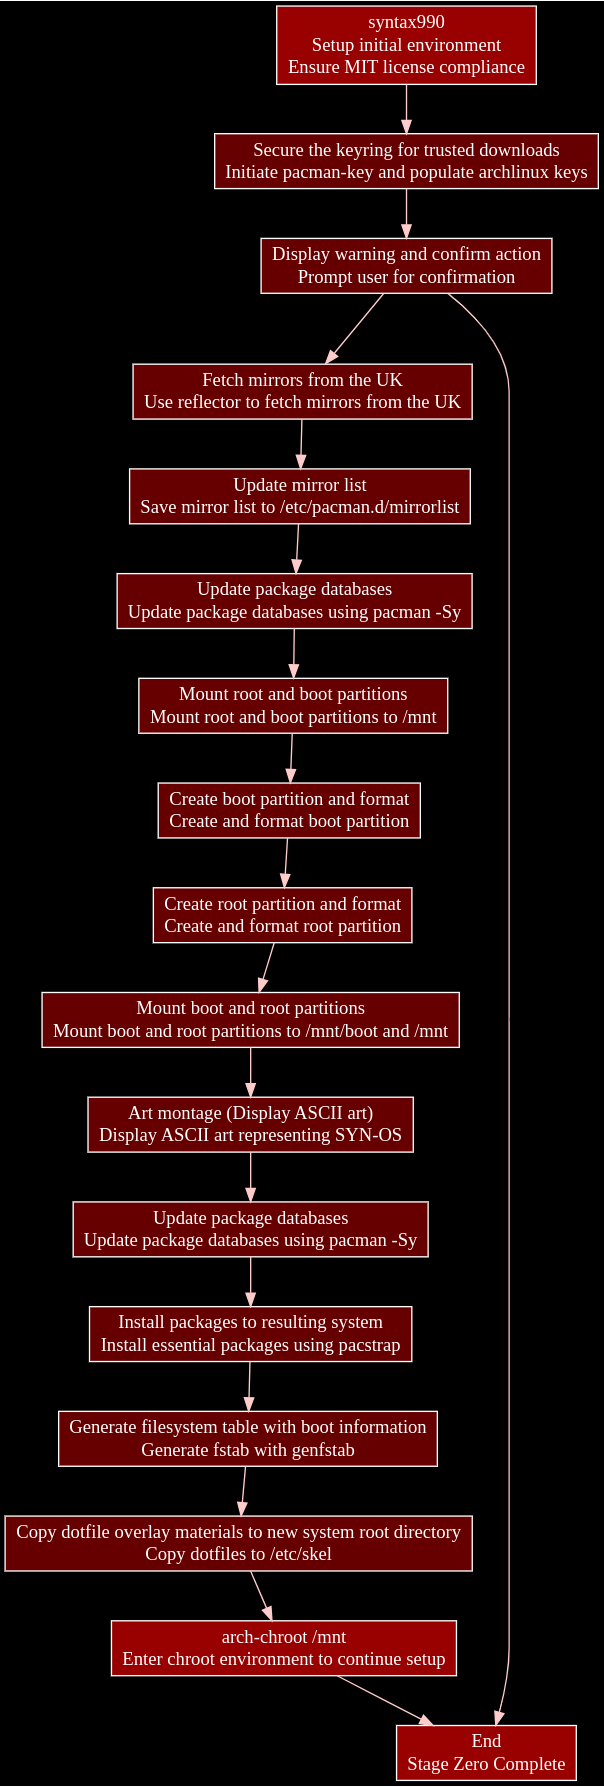 syntax990
Setup initial environment
Ensure MIT license compliance
Secure the keyring for trusted downloads
Initiate pacman-key and populate archlinux keys
Display warning and confirm action
Prompt user for confirmation
Fetch mirrors from the UK
Use reflector to fetch mirrors from the UK
Update mirror list
Save mirror list to /etc/pacman.d/mirrorlist
Update package databases
Update package databases using pacman -Sy
Mount root and boot partitions
Mount root and boot partitions to /mnt
Create boot partition and format
Create and format boot partition
Create root partition and format
Create and format root partition
Mount boot and root partitions
Mount boot and root partitions to /mnt/boot and /mnt
Art montage (Display ASCII art)
Display ASCII art representing SYN-OS
Update package databases
Update package databases using pacman -Sy
Install packages to resulting system
Install essential packages using pacstrap
Generate filesystem table with boot information
Generate fstab with genfstab
Copy dotfile overlay materials to new system root directory
Copy dotfiles to /etc/skel
arch-chroot /mnt
Enter chroot environment to continue setup
End
Stage Zero Complete